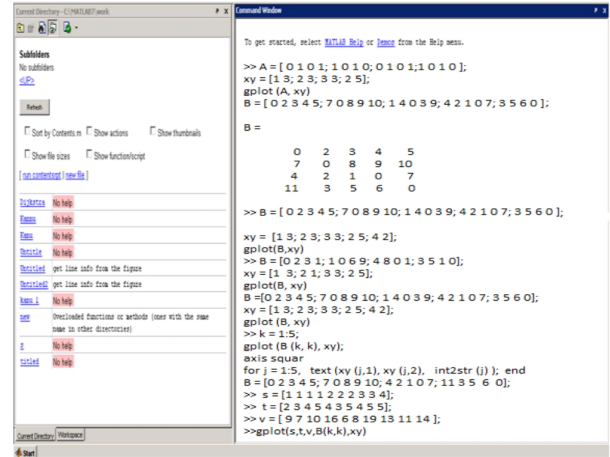 Current Directory - C:\MATLAB7\work
Subfolders
No subfolders
<UP>
Refresh
Sort by Contents.m Show actions Show thumbnails
Show file sizes Show function/script
[ run contentsrpt | new file ]
Dijkstra No help
No help
No help
Untitle No help
Untitled get line info from the figure
Untitled2 get line info from the figure
No help
new Overloaded functions or methods (ones with the same
name in other directories)
No help
titled No help
Current Directory Workspace
Start
Command Window
To get started, select MATLAB Help or Demos from the Help menu.
>> A = [ 0 1 0 1; 1 0 1 0; 0 1 0 1;1 0 1 0 ];
xy = [1 3; 2 3; 3 3; 2 5];
gplot (A, xy)
B = [ 0 2 3 4 5; 7 0 8 9 10; 1 4 0 3 9; 4 2 1 0 7; 3 5 6 0 ];
B =
0 2 3 4 5
7 0 8 9 10
4 2 1 0 7
11 3 5 6 0
>> B = [ 0 2 3 4 5; 7 0 8 9 10; 1 4 0 3 9; 4 2 1 0 7; 3 5 6 0 ];
xy = [1 3; 2 3; 3 3; 2 5; 4 2];
gplot(B,xy)
>> B = [0 2 3 1; 1 0 6 9; 4 8 0 1; 3 5 1 0];
xy = [1 3; 2 1; 3 3; 2 5];
gplot(B, xy)
B =[0 2 3 4 5; 7 0 8 9 10; 1 4 0 3 9; 4 2 1 0 7; 3 5 6 0];
xy = [1 3; 2 3; 3 3; 2 5; 4 2];
gplot (B, xy)
>> k = 1:5;
gplot (B (k, k), xy);
axis squar
for j = 1:5, text (xy (j,1), xy (j,2), int2str (j) ); end
B = [0 2 3 4 5; 7 0 8 9 10; 4 2 1 0 7; 11 3 5 6 0];
>> s = [1 1 1 1 2 2 2 3 3 4];
>> t = [2 3 4 5 4 3 5 4 5 5];
>> v = [ 9 7 10 16 6 8 19 13 11 14 ];
>>gplot(s,t,v,B(k,k),xy)